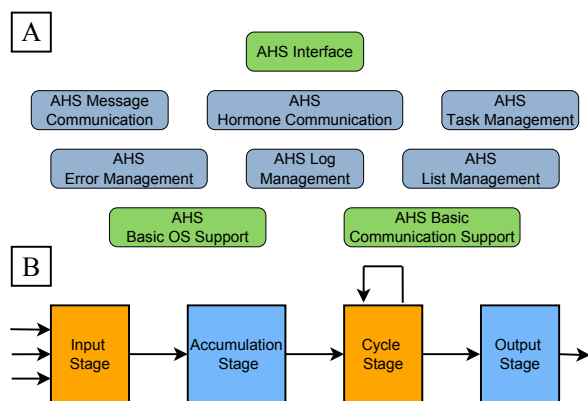 A
AHS Interface
AHS Message
Communication
AHS
Hormone Communication
AHS
Task Management
AHS
Error Management
AHS Log
Management
AHS
List Management
AHS
Basic OS Support
AHS Basic
Communication Support
B
Input
Stage
Accumulation
Stage
Cycle
Stage
Output
Stage